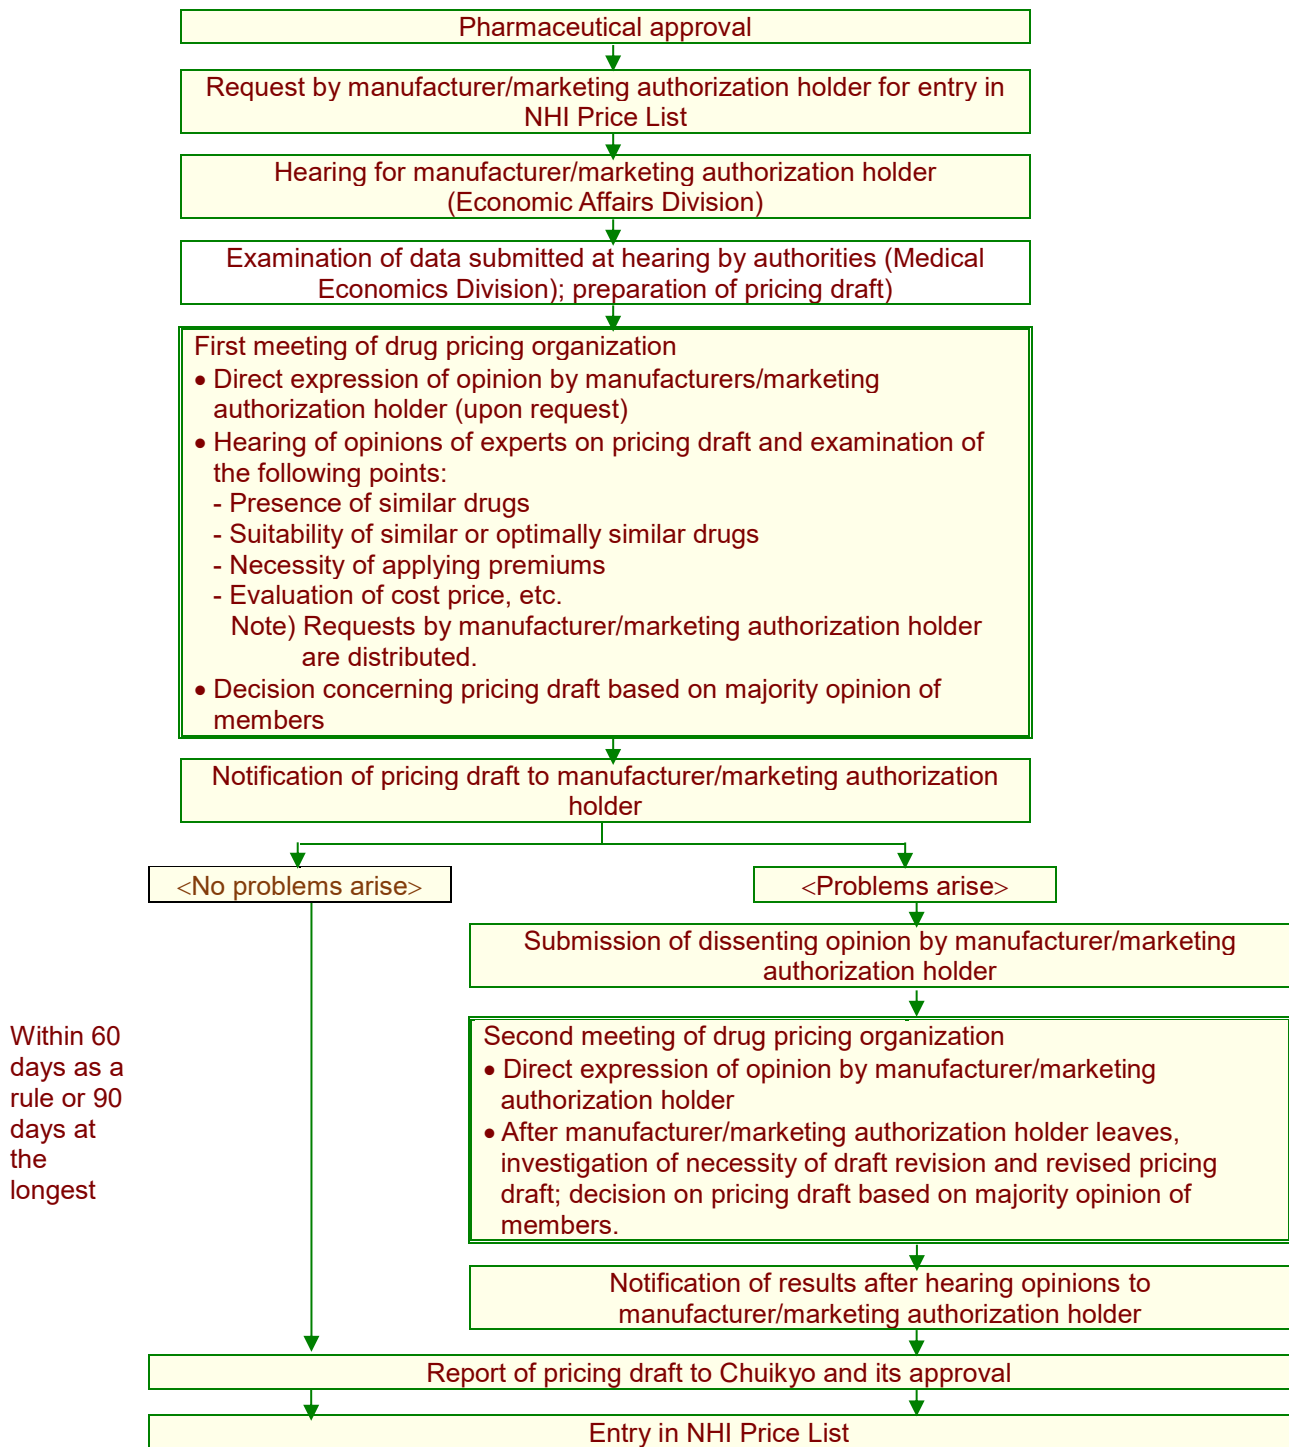 Pharmaceutical approval
Request by manufacturer/marketing authorization holder for entry in
NHI Price List
Hearing for manufacturer/marketing authorization holder
(Economic Affairs Division)
Examination of data submitted at hearing by authorities (Medical
Economics Division); preparation of pricing draft)
First meeting of drug pricing organization
• Direct expression of opinion by manufacturers/marketing
authorization holder (upon request)
• Hearing of opinions of experts on pricing draft and examination of
the following points:
- Presence of similar drugs
- Suitability of similar or optimally similar drugs
- Necessity of applying premiums
- Evaluation of cost price, etc.
Note) Requests by manufacturer/marketing authorization holder
are distributed.
• Decision concerning pricing draft based on majority opinion of
members
Notification of pricing draft to manufacturer/marketing authorization
holder
<No problems arise>
<Problems arise>
Submission of dissenting opinion by manufacturer/marketing
authorization holder
Within 60
days as a
rule or 90
days at
the
longest
Second meeting of drug pricing organization
• Direct expression of opinion by manufacturer/marketing
authorization holder
• After manufacturer/marketing authorization holder leaves,
investigation of necessity of draft revision and revised pricing
draft; decision on pricing draft based on majority opinion of
members.
Notification of results after hearing opinions to
manufacturer/marketing authorization holder
Report of pricing draft to Chuikyo and its approval
Entry in NHI Price List